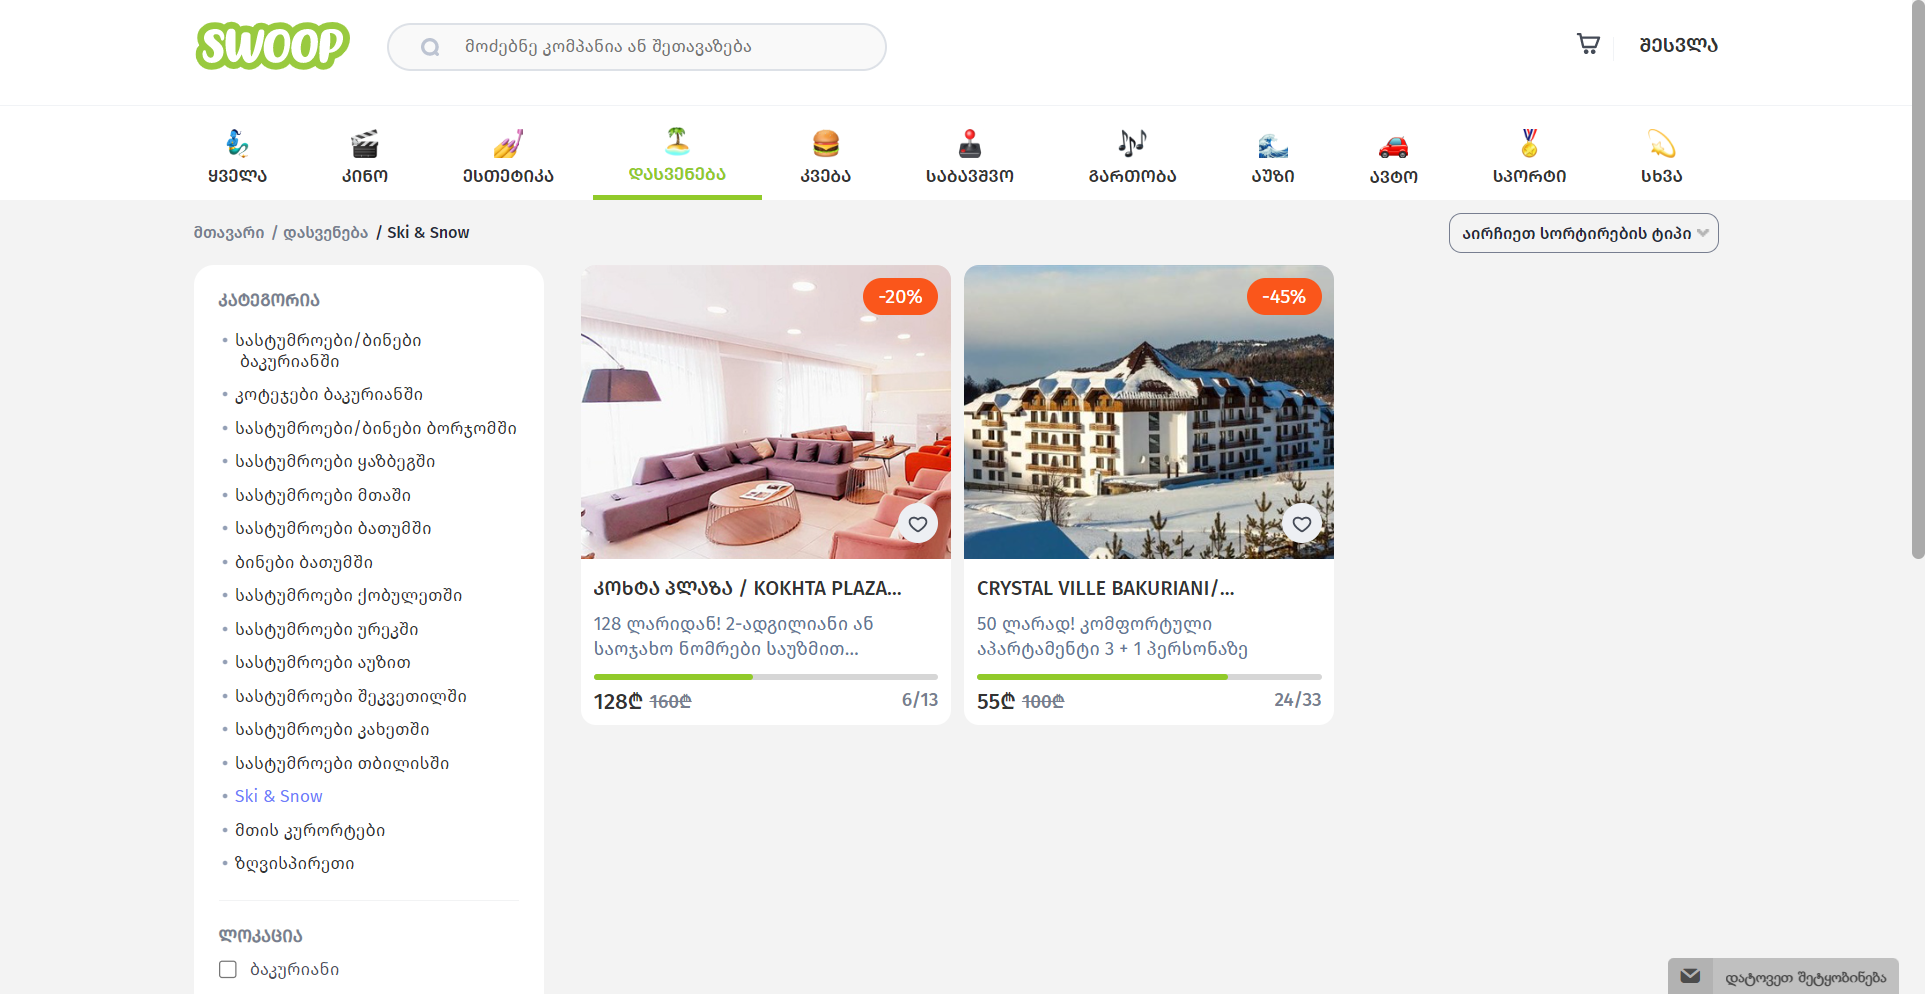 SWOOP
მოძებნე კომპანია ან შეთავაზება
შესვლა
ყველა
კინო
ესთეტიკა
დასვენება
კვება
საბავშვო
გართობა
აუზი
ავტო
სპორტი
სხვა
მთავარი / დასვენება / Ski & Snow
აირჩიეთ სორტირების ტიპი
კატეგორია
• სასტუმროები/ბინები
ბაკურიანში
• კოტეჯები ბაკურიანში
• სასტუმროები/ბინები ბორჯომში
• სასტუმროები ყაზბეგში
• სასტუმროები მთაში
• სასტუმროები ბათუმში
• ბინები ბათუმში
• სასტუმროები ქობულეთში
• სასტუმროები ურეკში
• სასტუმროები აუზით
• სასტუმროები შეკვეთილში
• სასტუმროები კახეთში
• სასტუმროები თბილისში
• Ski & Snow
• მთის კურორტები
• ზღვისპირეთი
ლოკაცია
ბაკურიანი
-20%
კოხტა პლაზა / KOKHTA PLAZA...
128 ლარიდან! 2-ადგილიანი ან
საოჯახო ნომრები საუზმით...
128₾ 160₾ 6/13
-45%
CRYSTAL VILLE BAKURIANI/...
50 ლარად! კომფორტული
აპარტამენტი 3 + 1 პერსონაზე
55₾ 100₾ 24/33
დატოვეთ შეტყობინება